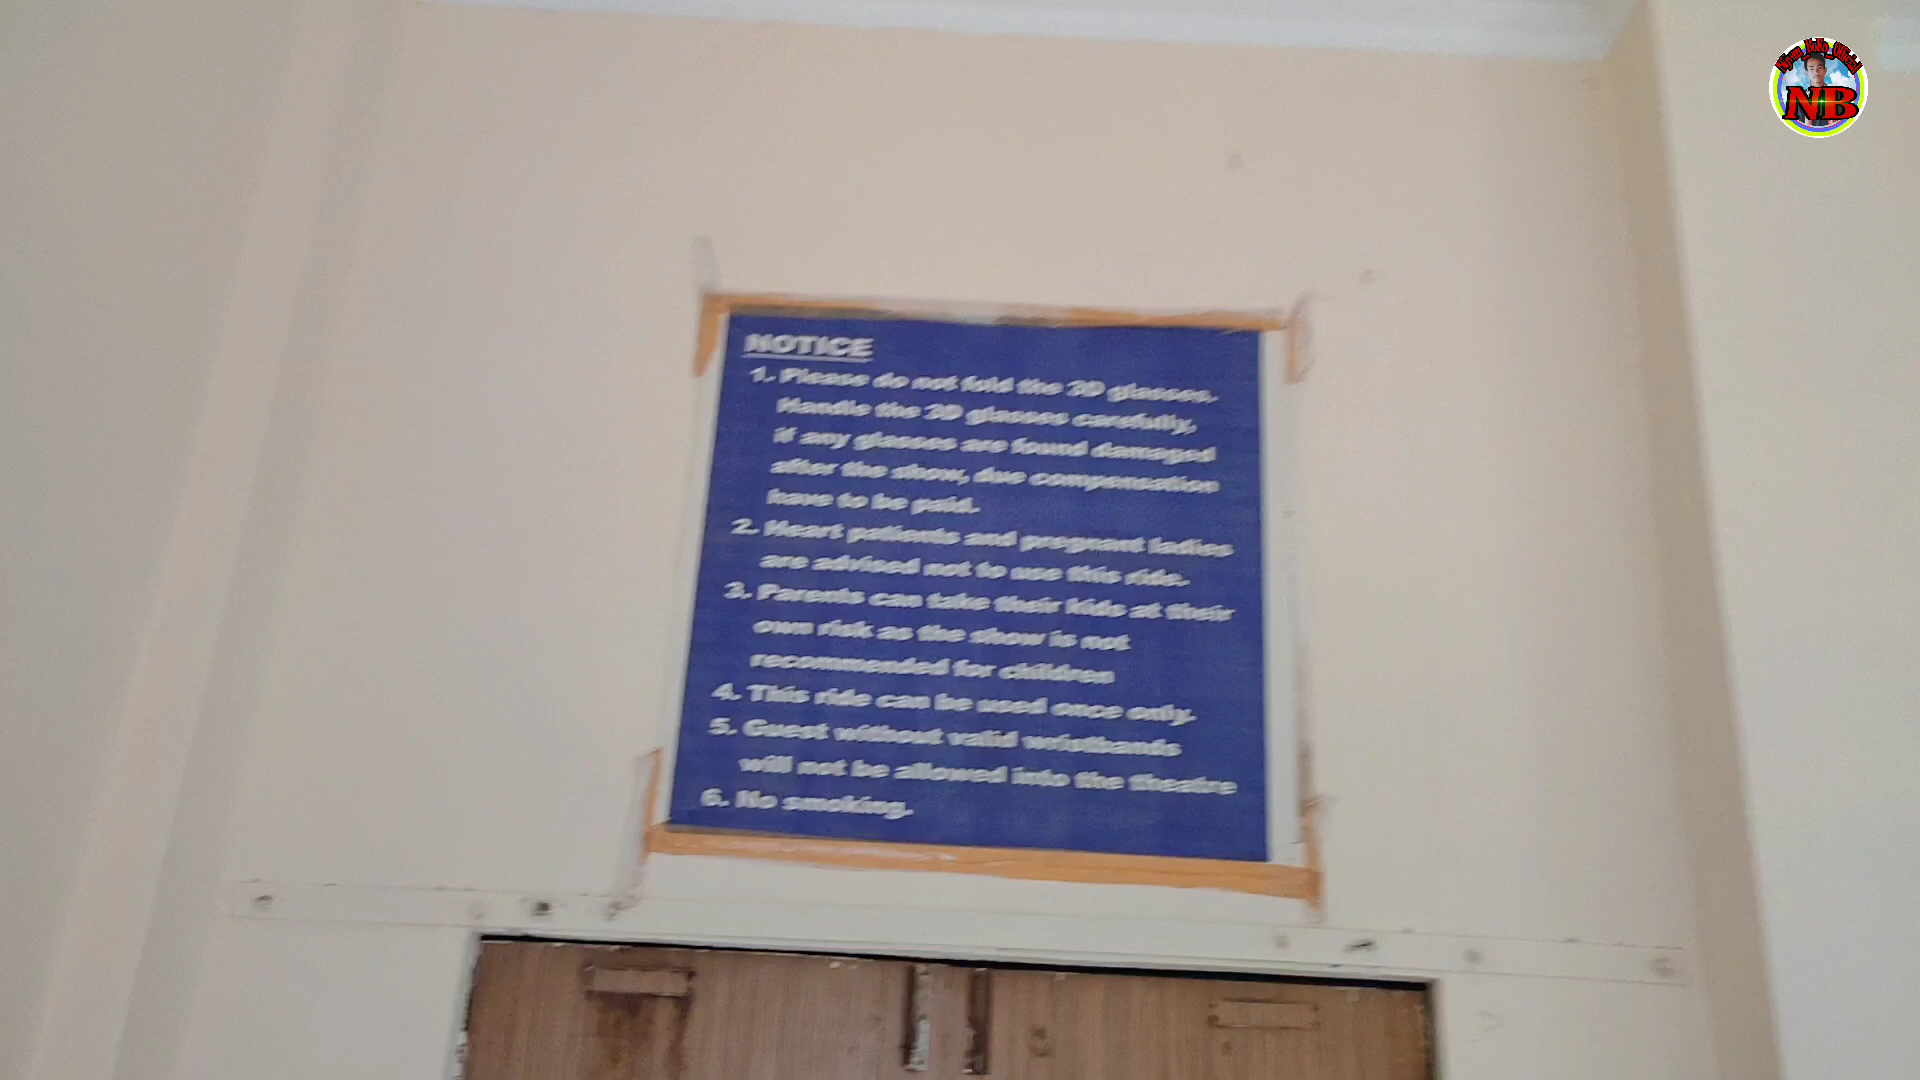 NOTICE
1. Please do not fold the 3D glasses.
Handle the 3D glasses carefully,
if any glasses are found damaged
after the show, due compensation
have to be paid.
2. Heart patients and pregnant ladies
are advised not to use this ride.
3. Parents can take their kids at their
own risk as the show is not
recommended for children
4. This ride can be used once only.
5. Guest without valid wristbands
will not be allowed into the theatre
6. No smoking.
NB